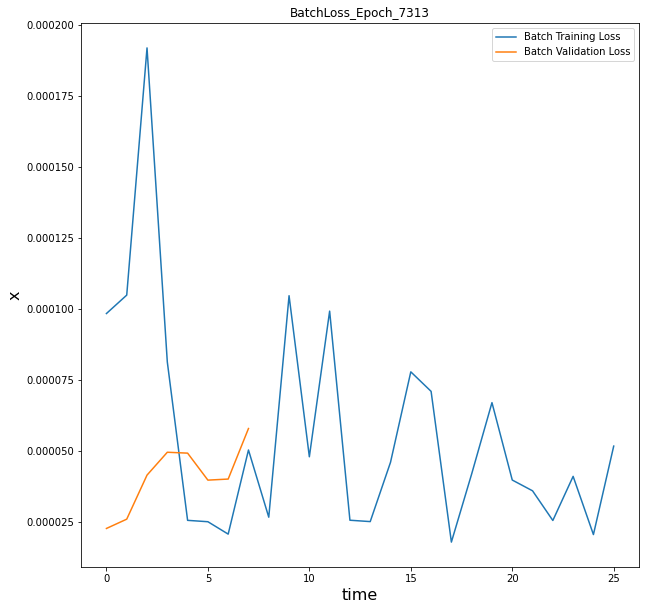 BatchLoss_Epoch_7313
Batch Training Loss
Batch Validation Loss
0.000200
0.000175
0.000150
0.000125
0.000100
0.000075
0.000050
0.000025
x
0 5 10 15 20 25
time